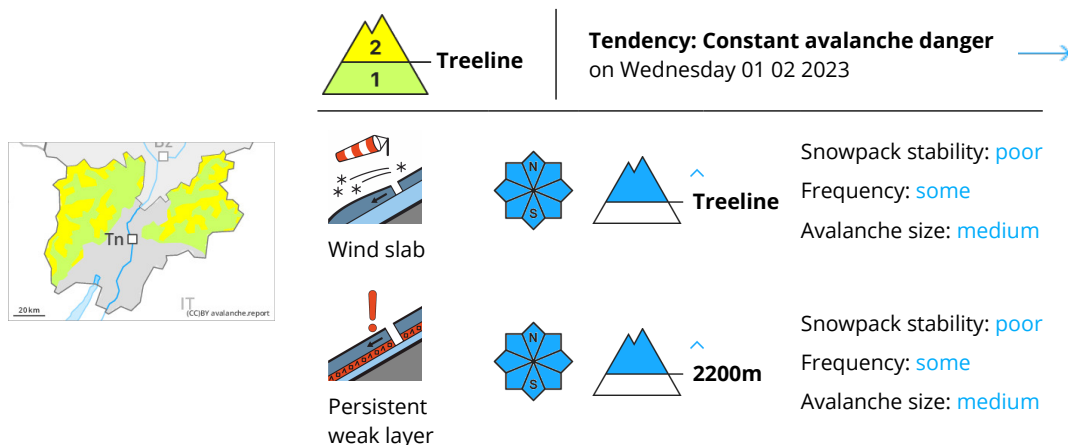 2
1
Treeline
Tendency: Constant avalanche danger
on Wednesday 01 02 2023
Tn
IT
20 km
(CC)BY avalanche.report
N
S
Wind slab
Treeline
Snowpack stability: poor
Frequency: some
Avalanche size: medium
N
S
Persistent
weak layer
2200m
Snowpack stability: poor
Frequency: some
Avalanche size: medium